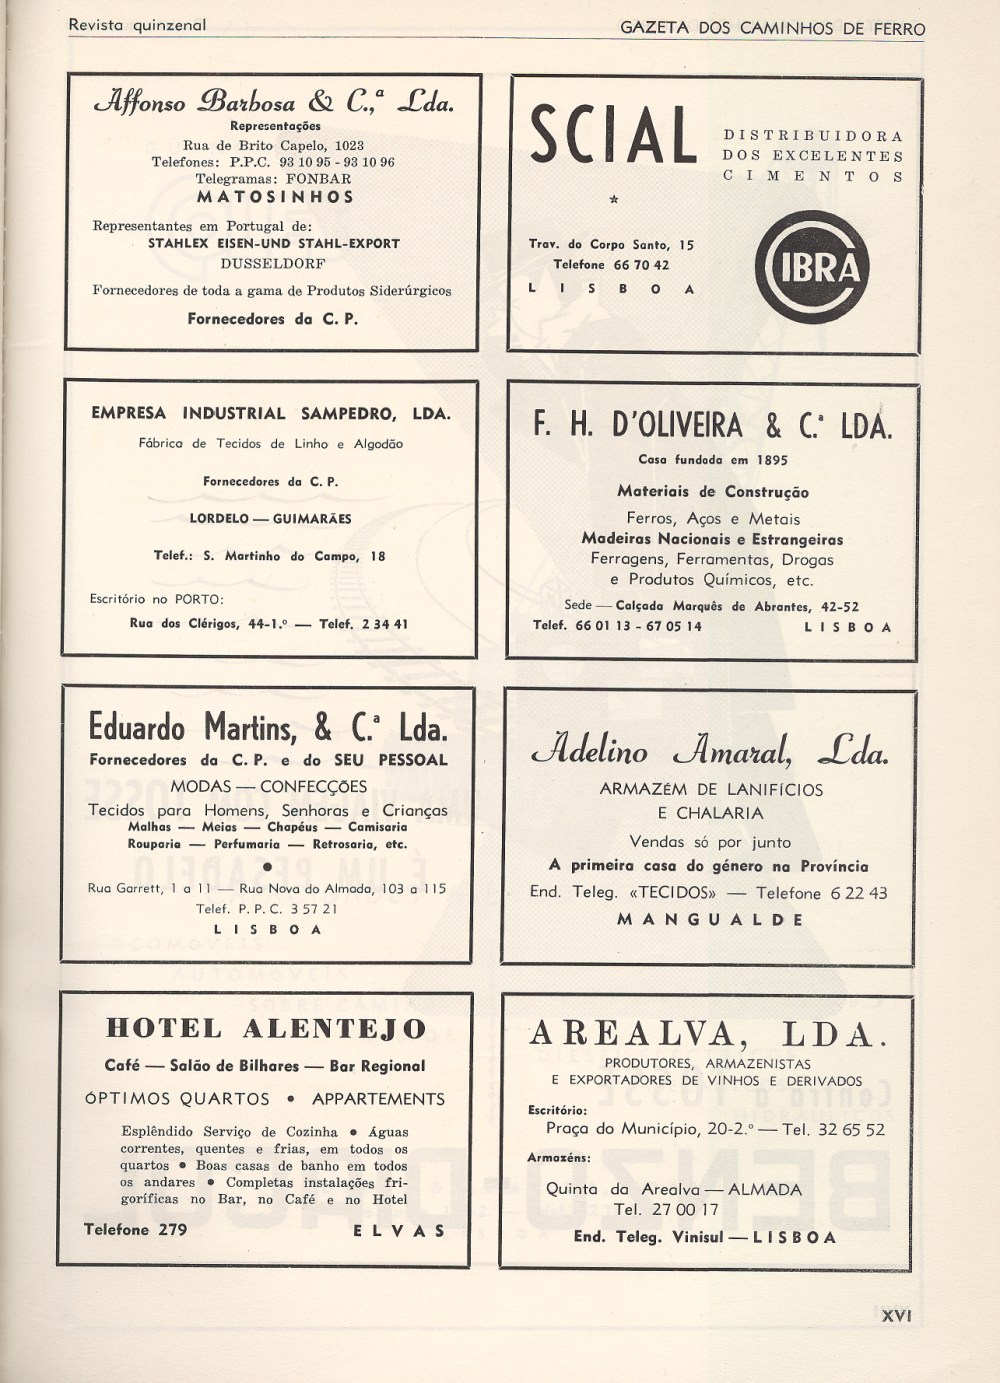 Revista quinzenal
GAZETA DOS CAMINHOS DE FERRO
Affonso Barbosa & C.,ª Lda.
Representações
Rua de Brito Capelo, 1023
Telefones: P.P.C. 93 10 95 - 93 10 96
Telegramas: FONBAR
MATOSINHOS
Representantes em Portugal de:
STAHLEX EISEN-UND STAHL-EXPORT
DUSSELDORF
Fornecedores de toda a gama de Produtos Siderúrgicos
Fornecedores da C. P.
SCIAL
DISTRIBUIDORA
DOS EXCELENTES
CIMENTOS
Trav. do Corpo Santo, 15
Telefone 66 70 42
LISBOA
CIBRA
EMPRESA INDUSTRIAL SAMPEDRO, LDA.
Fábrica de Tecidos de Linho e Algodão
Fornecedores da C. P.
LORDELO — GUIMARÃES
Telef.: S. Martinho do Campo, 18
Escritório no PORTO:
Rua dos Clérigos, 44-1.º — Telef. 2 34 41
F. H. D'OLIVEIRA & C.ª LDA.
Casa fundada em 1895
Materiais de Construção
Ferros, Aços e Metais
Madeiras Nacionais e Estrangeiras
Ferragens, Ferramentas, Drogas
e Produtos Químicos, etc.
Sede — Calçada Marquês de Abrantes, 42-52
Telef. 66 01 13 - 67 05 14 LISBOA
Eduardo Martins, & C.ª Lda.
Fornecedores da C. P. e do SEU PESSOAL
MODAS — CONFECÇÕES
Tecidos para Homens, Senhoras e Crianças
Malhas — Meias — Chapéus — Camisaria
Rouparia — Perfumaria — Retrosaria, etc.
Rua Garrett, 1 a 11 — Rua Nova do Almada, 103 a 115
Telef. P. P. C. 3 57 21
LISBOA
Adelino Amaral, Lda.
ARMAZÉM DE LANIFÍCIOS
E CHALARIA
Vendas só por junto
A primeira casa do género na Província
End. Teleg. «TECIDOS» — Telefone 6 22 43
MANGUALDE
HOTEL ALENTEJO
Café — Salão de Bilhares — Bar Regional
ÓPTIMOS QUARTOS • APPARTEMENTS
Esplêndido Serviço de Cozinha • Águas
correntes, quentes e frias, em todos os
quartos • Boas casas de banho em todos
os andares • Completas instalações fri-
goríficas no Bar, no Café e no Hotel
Telefone 279 ELVAS
AREALVA, LDA.
PRODUTORES, ARMAZENISTAS
E EXPORTADORES DE VINHOS E DERIVADOS
Escritório:
Praça do Município, 20-2.º — Tel. 32 65 52
Armazéns:
Quinta da Arealva — ALMADA
Tel. 27 00 17
End. Teleg. Vinisul — LISBOA
XVI